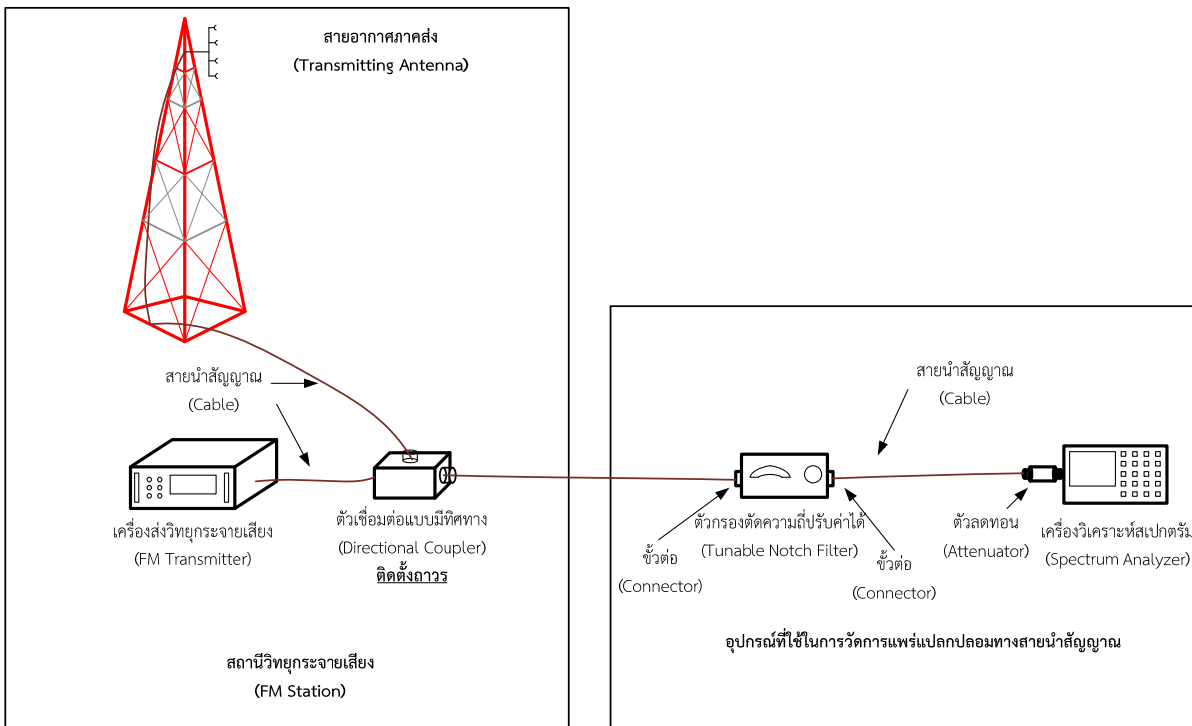 สายอากาศภาคส่ง
(Transmitting Antenna)
สายนำสัญญาณ
(Cable)
เครื่องส่งวิทยุกระจายเสียง
(FM Transmitter)
ตัวเชื่อมต่อแบบมีทิศทาง
(Directional Coupler)
ติดตั้งถาวร
สถานีวิทยุกระจายเสียง
(FM Station)
สายนำสัญญาณ
(Cable)
ขั้วต่อ
(Connector)
ตัวกรองตัดความถี่ปรับค่าได้
(Tunable Notch Filter)
ขั้วต่อ
(Connector)
ตัวลดทอน
(Attenuator)
เครื่องวิเคราะห์สเปกตรัม
(Spectrum Analyzer)
อุปกรณ์ที่ใช้ในการวัดการแพร่แปลกปลอมทางสายนำสัญญาณ